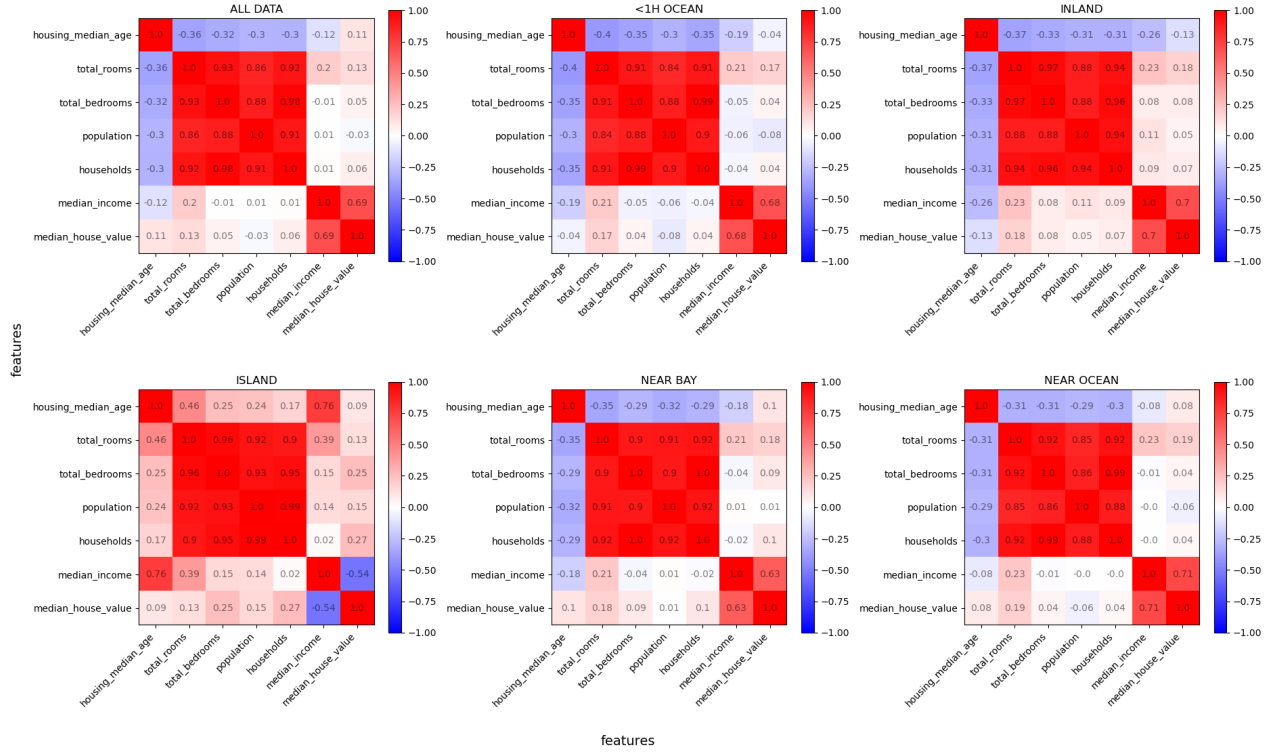 ALL DATA
housing_median_age 1.0 -0.36 -0.32 -0.3 -0.3 -0.12 0.11
total_rooms -0.36 1.0 0.93 0.86 0.92 0.2 0.13
total_bedrooms -0.32 0.93 1.0 0.88 0.98 -0.01 0.05
population -0.3 0.86 0.88 1.0 0.91 0.01 -0.03
households -0.3 0.92 0.98 0.91 1.0 0.01 0.06
median_income -0.12 0.2 -0.01 0.01 0.01 1.0 0.69
median_house_value 0.11 0.13 0.05 -0.03 0.06 0.69 1.0
housing_median_age total_rooms total_bedrooms population households median_income median_house_value
1.00
0.75
0.50
0.25
0.00
−0.25
−0.50
−0.75
−1.00
<1H OCEAN
housing_median_age 1.0 -0.4 -0.35 -0.3 -0.35 -0.19 -0.04
total_rooms -0.4 1.0 0.91 0.84 0.91 0.21 0.17
total_bedrooms -0.35 0.91 1.0 0.88 0.99 -0.05 0.04
population -0.3 0.84 0.88 1.0 0.9 -0.06 -0.08
households -0.35 0.91 0.99 0.9 1.0 -0.04 0.04
median_income -0.19 0.21 -0.05 -0.06 -0.04 1.0 0.68
median_house_value -0.04 0.17 0.04 -0.08 0.04 0.68 1.0
housing_median_age total_rooms total_bedrooms population households median_income median_house_value
1.00
0.75
0.50
0.25
0.00
−0.25
−0.50
−0.75
−1.00
INLAND
housing_median_age 1.0 -0.37 -0.33 -0.31 -0.31 -0.26 -0.13
total_rooms -0.37 1.0 0.97 0.88 0.94 0.23 0.18
total_bedrooms -0.33 0.97 1.0 0.88 0.96 0.08 0.08
population -0.31 0.88 0.88 1.0 0.94 0.11 0.05
households -0.31 0.94 0.96 0.94 1.0 0.09 0.07
median_income -0.26 0.23 0.08 0.11 0.09 1.0 0.7
median_house_value -0.13 0.18 0.08 0.05 0.07 0.7 1.0
housing_median_age total_rooms total_bedrooms population households median_income median_house_value
1.00
0.75
0.50
0.25
0.00
−0.25
−0.50
−0.75
−1.00
features
ISLAND
housing_median_age 1.0 0.46 0.25 0.24 0.17 0.76 0.09
total_rooms 0.46 1.0 0.96 0.92 0.9 0.39 0.13
total_bedrooms 0.25 0.96 1.0 0.93 0.95 0.15 0.25
population 0.24 0.92 0.93 1.0 0.99 0.14 0.15
households 0.17 0.9 0.95 0.99 1.0 0.02 0.27
median_income 0.76 0.39 0.15 0.14 0.02 1.0 -0.54
median_house_value 0.09 0.13 0.25 0.15 0.27 -0.54 1.0
housing_median_age total_rooms total_bedrooms population households median_income median_house_value
1.00
0.75
0.50
0.25
0.00
−0.25
−0.50
−0.75
−1.00
NEAR BAY
housing_median_age 1.0 -0.35 -0.29 -0.32 -0.29 -0.18 0.1
total_rooms -0.35 1.0 0.9 0.91 0.92 0.21 0.18
total_bedrooms -0.29 0.9 1.0 0.9 1.0 -0.04 0.09
population -0.32 0.91 0.9 1.0 0.92 0.01 0.01
households -0.29 0.92 1.0 0.92 1.0 -0.02 0.1
median_income -0.18 0.21 -0.04 0.01 -0.02 1.0 0.63
median_house_value 0.1 0.18 0.09 0.01 0.1 0.63 1.0
housing_median_age total_rooms total_bedrooms population households median_income median_house_value
1.00
0.75
0.50
0.25
0.00
−0.25
−0.50
−0.75
−1.00
NEAR OCEAN
housing_median_age 1.0 -0.31 -0.31 -0.29 -0.3 -0.08 0.08
total_rooms -0.31 1.0 0.92 0.85 0.92 0.23 0.19
total_bedrooms -0.31 0.92 1.0 0.86 0.99 -0.01 0.04
population -0.29 0.85 0.86 1.0 0.88 -0.0 -0.06
households -0.3 0.92 0.99 0.88 1.0 -0.0 0.04
median_income -0.08 0.23 -0.01 -0.0 -0.0 1.0 0.71
median_house_value 0.08 0.19 0.04 -0.06 0.04 0.71 1.0
housing_median_age total_rooms total_bedrooms population households median_income median_house_value
1.00
0.75
0.50
0.25
0.00
−0.25
−0.50
−0.75
−1.00
features